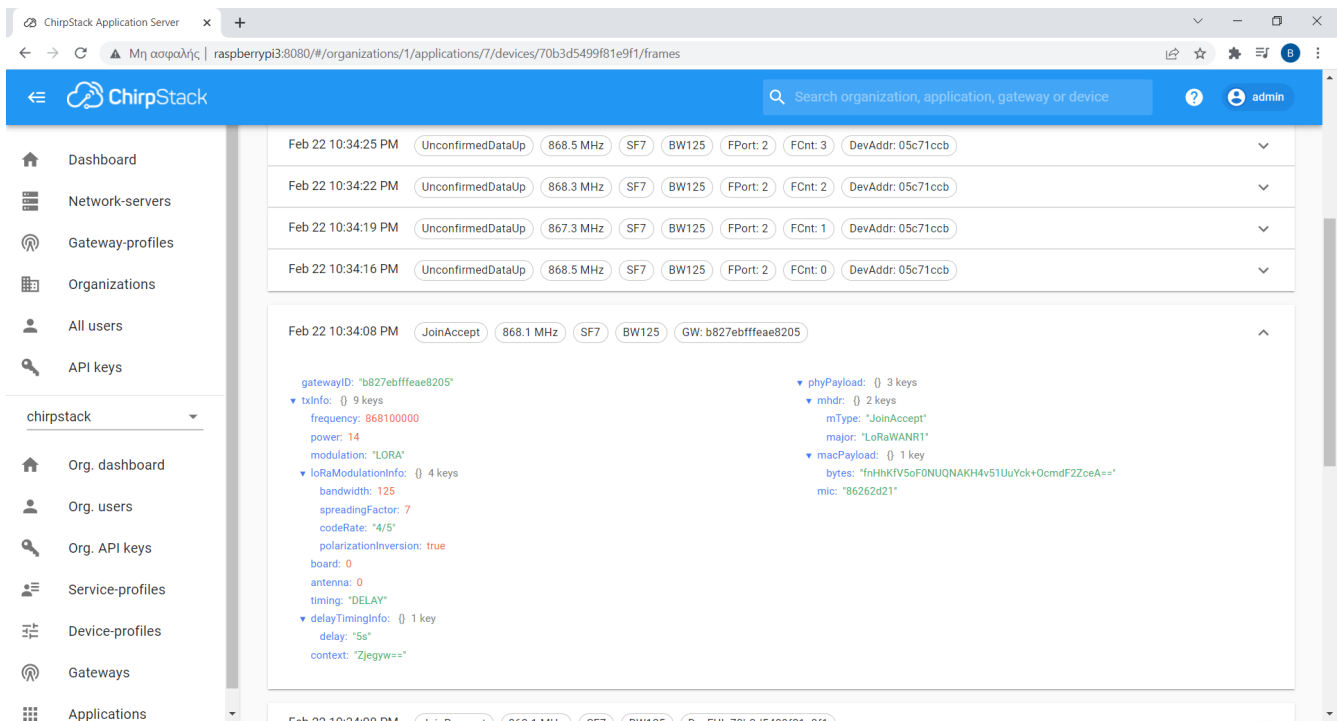 ChirpStack Application Server
Μη ασφαλής | raspberrypi3:8080/#/organizations/1/applications/7/devices/70b3d5499f81e9f1/frames
B
ChirpStack
Search organization, application, gateway or device
? admin
Dashboard
Network-servers
Gateway-profiles
Organizations
All users
API keys
chirpstack
Org. dashboard
Org. users
Org. API keys
Service-profiles
Device-profiles
Gateways
Applications
Feb 22 10:34:25 PM UnconfirmedDataUp 868.5 MHz SF7 BW125 FPort: 2 FCnt: 3 DevAddr: 05c71ccb
Feb 22 10:34:22 PM UnconfirmedDataUp 868.3 MHz SF7 BW125 FPort: 2 FCnt: 2 DevAddr: 05c71ccb
Feb 22 10:34:19 PM UnconfirmedDataUp 867.3 MHz SF7 BW125 FPort: 2 FCnt: 1 DevAddr: 05c71ccb
Feb 22 10:34:16 PM UnconfirmedDataUp 868.5 MHz SF7 BW125 FPort: 2 FCnt: 0 DevAddr: 05c71ccb
Feb 22 10:34:08 PM JoinAccept 868.1 MHz SF7 BW125 GW: b827ebfffeae8205
gatewayID: "b827ebfffeae8205"
txInfo: {} 9 keys
frequency: 868100000
power: 14
modulation: "LORA"
loRaModulationInfo: {} 4 keys
bandwidth: 125
spreadingFactor: 7
codeRate: "4/5"
polarizationInversion: true
board: 0
antenna: 0
timing: "DELAY"
delayTimingInfo: {} 1 key
delay: "5s"
context: "Zjegyw=="
phyPayload: {} 3 keys
mhdr: {} 2 keys
mType: "JoinAccept"
major: "LoRaWANR1"
macPayload: {} 1 key
bytes: "fnHhKfV5oF0NUQNAKH4v51UuYck+OcmdF2ZceA=="
mic: "86262d21"